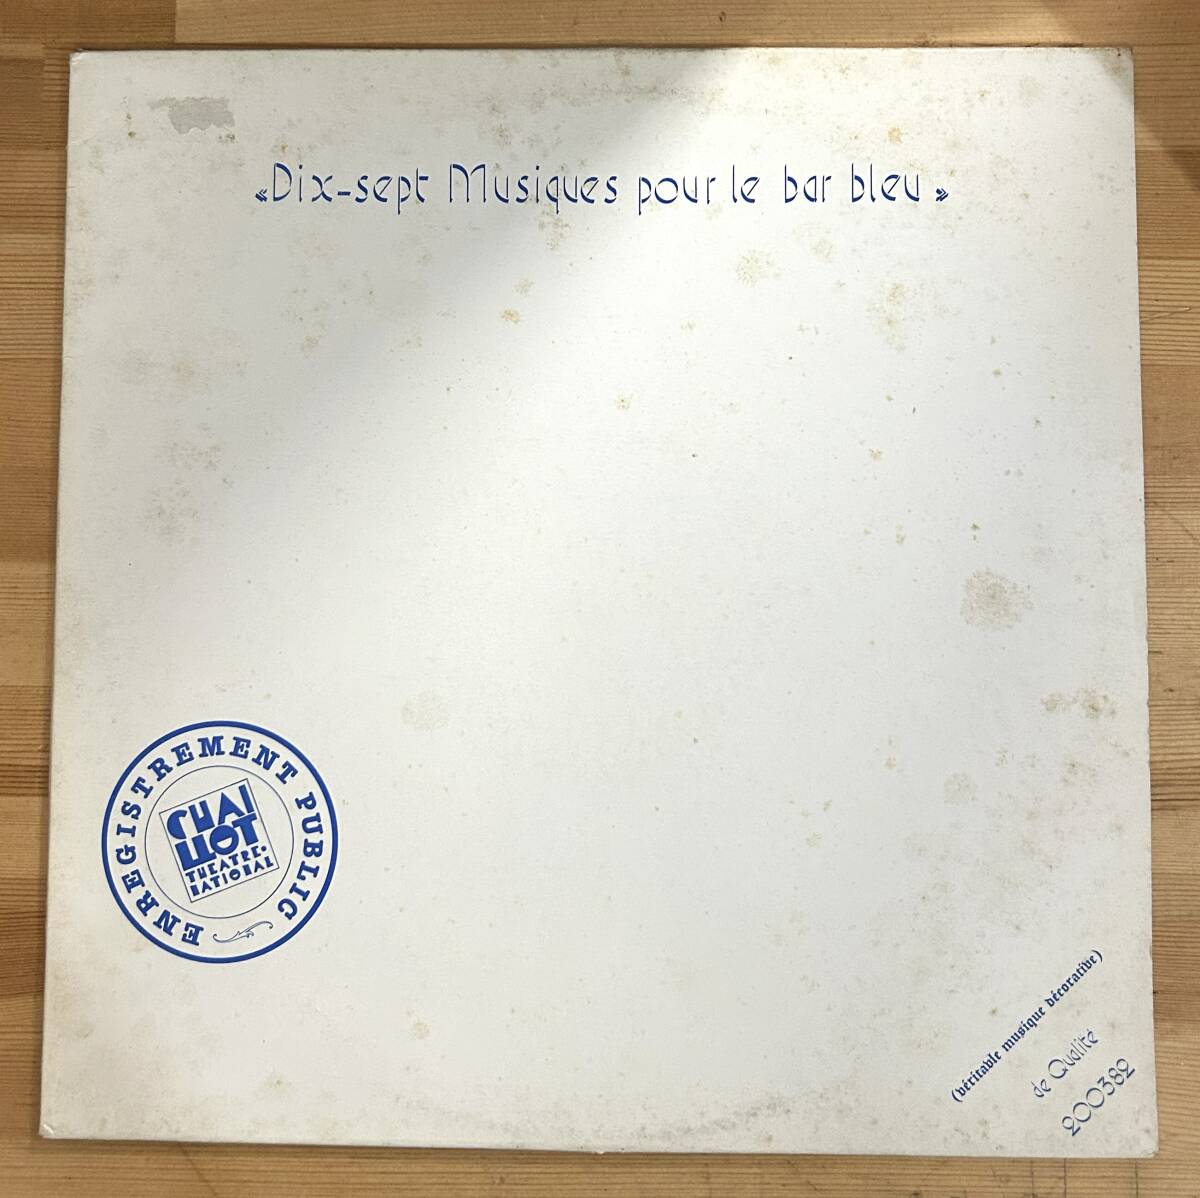 «Dix-sept Musiques pour le bar bleu»
ENREGISTREMENT PUBLIC
CHAILLOT
THEATRE·
NATIONAL
(véritable musique décorative)
de Qualité
200382